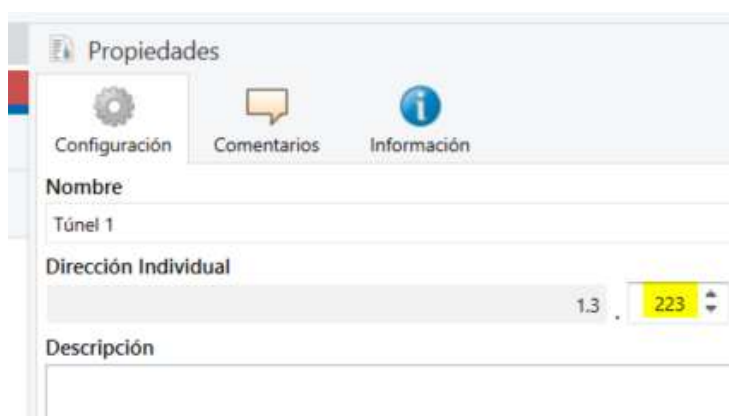 Propiedades
Configuración Comentarios Información
Nombre
Túnel 1
Dirección Individual
1.3 . 223
Descripción